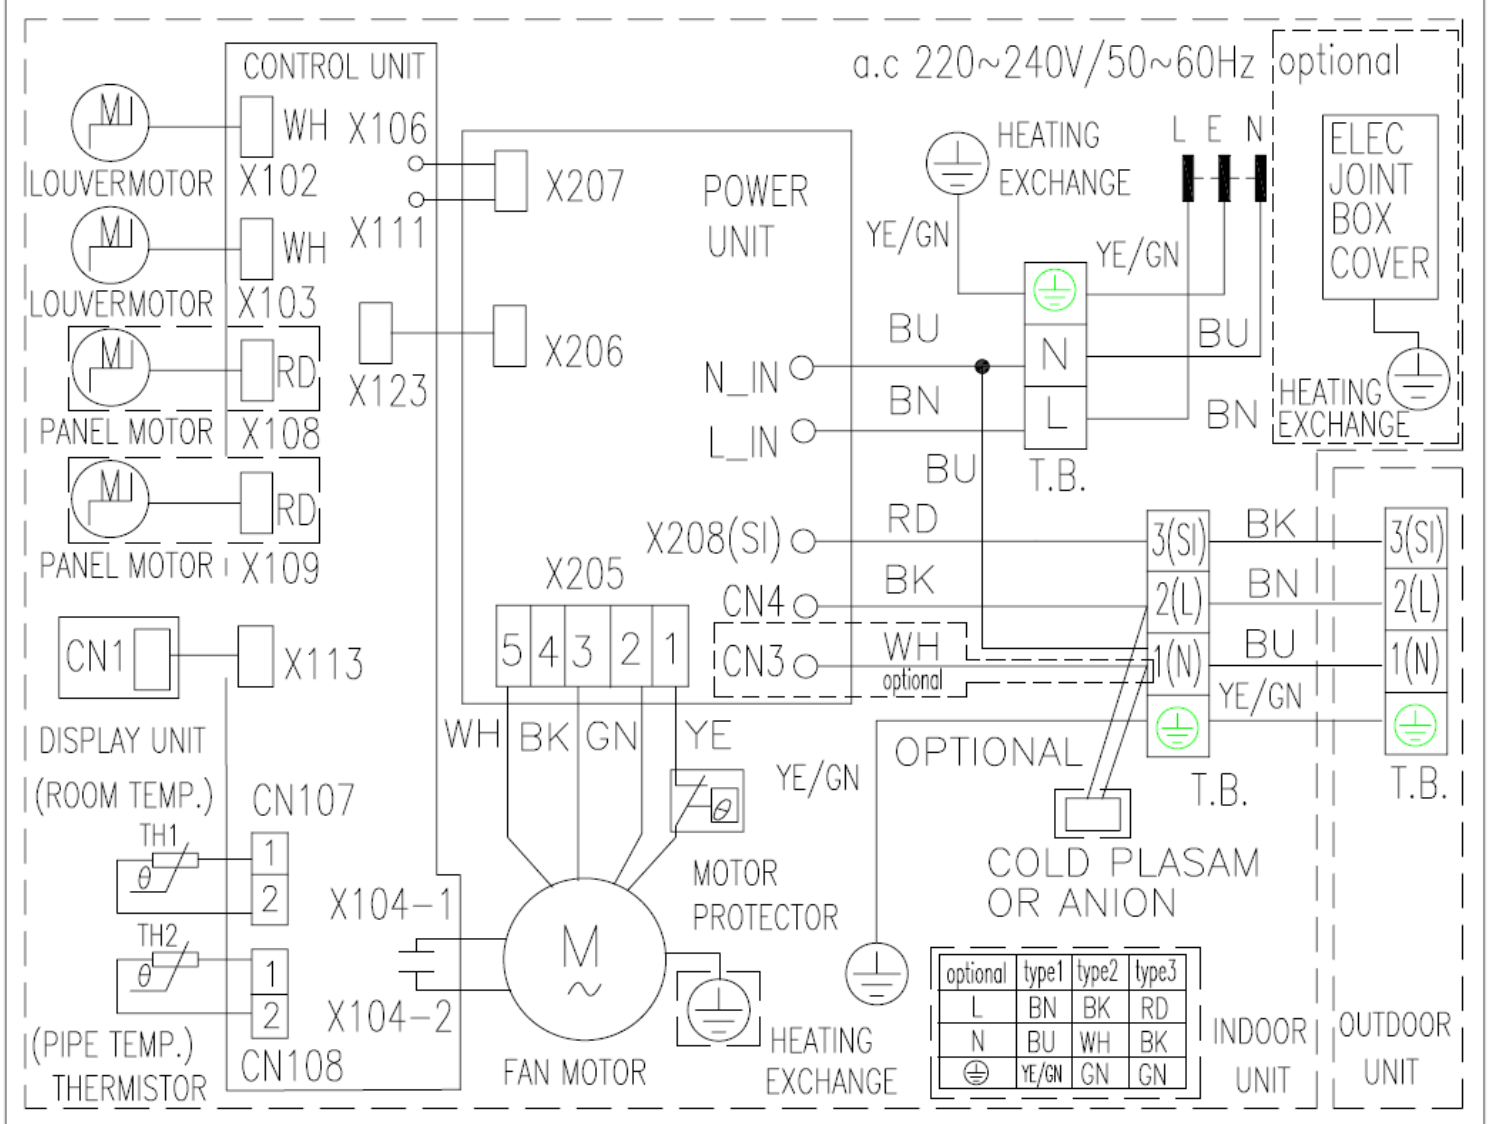 CONTROL UNIT
a.c 220~240V/50~60Hz
optional
M
WH
X106
LOUVERMOTOR
X102
X207
POWER
UNIT
HEATING
EXCHANGE
L E N
ELEC
JOINT
BOX
COVER
M
WH
X111
LOUVERMOTOR
X103
YE/GN
YE/GN
M
RD
PANEL MOTOR
X108
X123
X206
N_IN
BU
N
BU
L_IN
BN
L
BN
HEATING
EXCHANGE
BU
T.B.
M
RD
PANEL MOTOR
X109
X208(SI)
RD
3(SI)
BK
3(SI)
X205
CN4
BK
2(L)
BN
2(L)
5 4 3 2 1
CN3
WH
optional
1(N)
BU
1(N)
YE/GN
CN1
X113
DISPLAY UNIT
WH BK GN YE
OPTIONAL
T.B.
T.B.
YE/GN
θ
(ROOM TEMP.)
CN107
TH1
θ
1
2
MOTOR
PROTECTOR
COLD PLASAM
OR ANION
X104-1
TH2
θ
1
2
M
~
X104-2
(PIPE TEMP.)
THERMISTOR
CN108
FAN MOTOR
HEATING
EXCHANGE
optional type1 type2 type3
L BN BK RD
N BU WH BK
YE/GN GN GN
INDOOR
UNIT
OUTDOOR
UNIT